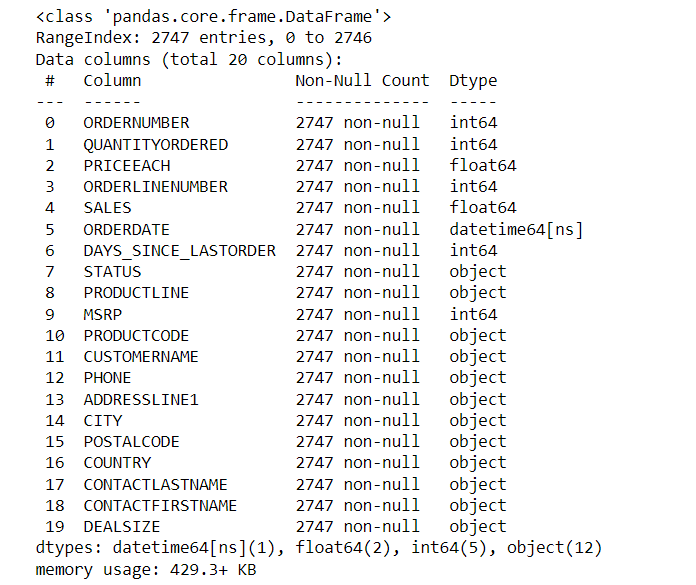 <class 'pandas.core.frame.DataFrame'>
RangeIndex: 2747 entries, 0 to 2746
Data columns (total 20 columns):
 #   Column              Non-Null Count  Dtype
---  ------              --------------  -----
 0   ORDERNUMBER         2747 non-null   int64
 1   QUANTITYORDERED     2747 non-null   int64
 2   PRICEEACH           2747 non-null   float64
 3   ORDERLINENUMBER     2747 non-null   int64
 4   SALES               2747 non-null   float64
 5   ORDERDATE           2747 non-null   datetime64[ns]
 6   DAYS_SINCE_LASTORDER  2747 non-null   int64
 7   STATUS              2747 non-null   object
 8   PRODUCTLINE         2747 non-null   object
 9   MSRP                2747 non-null   int64
 10  PRODUCTCODE         2747 non-null   object
 11  CUSTOMERNAME        2747 non-null   object
 12  PHONE               2747 non-null   object
 13  ADDRESSLINE1        2747 non-null   object
 14  CITY                2747 non-null   object
 15  POSTALCODE          2747 non-null   object
 16  COUNTRY             2747 non-null   object
 17  CONTACTLASTNAME     2747 non-null   object
 18  CONTACTFIRSTNAME    2747 non-null   object
 19  DEALSIZE            2747 non-null   object
dtypes: datetime64[ns](1), float64(2), int64(5), object(12)
memory usage: 429.3+ KB